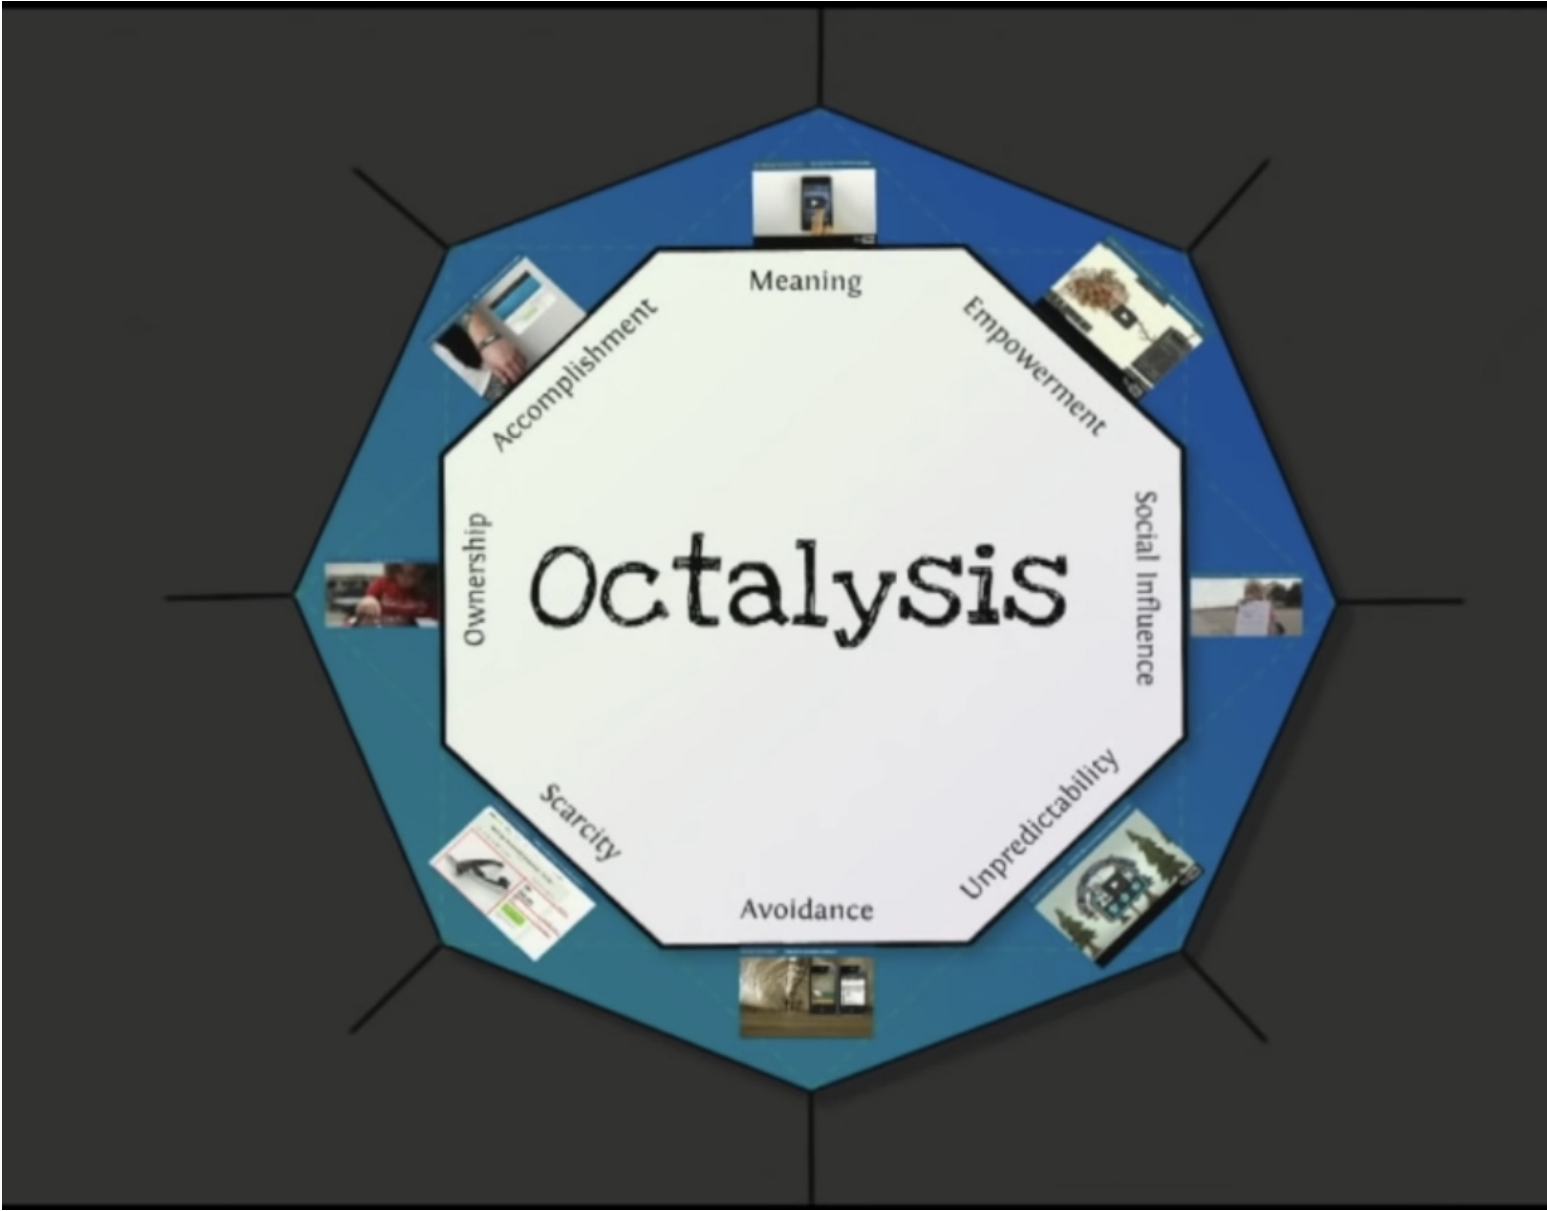 Meaning
Empowerment
Social Influence
Unpredictability
Avoidance
Scarcity
Ownership
Accomplishment
Octalysis